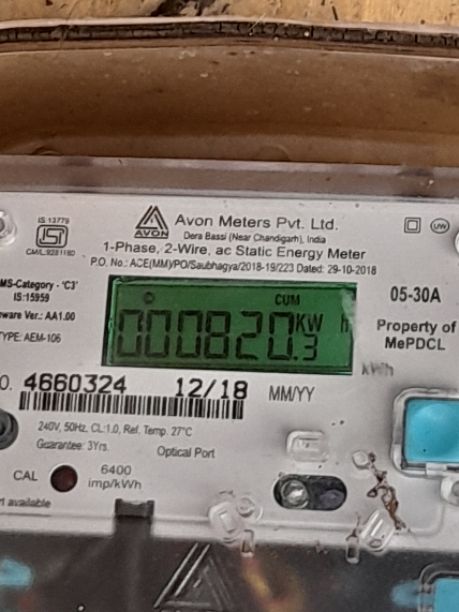 IS 13779
AVON
Avon Meters Pvt. Ltd.
Dera Bassi (Near Chandigarh), India
1-Phase, 2-Wire, ac Static Energy Meter
P.O. No.: ACE(MM)/PO/Saubhagya/2018-19/223 Dated: 29-10-2018
UW
ISI
MS-Category - 'C3'
IS:15959
ware Ver.: AA1.00
TYPE: AEM-106
CUM
000820.3 KW h
kWh
05-30A
Property of
MePDCL
O. 4660324 12/18 MM/YY
240V, 50Hz, CL:1.0, Ref. Temp. 27°C
Guarantee: 3Yrs.
Optical Port
CAL
6400
imp/kWh
rt available